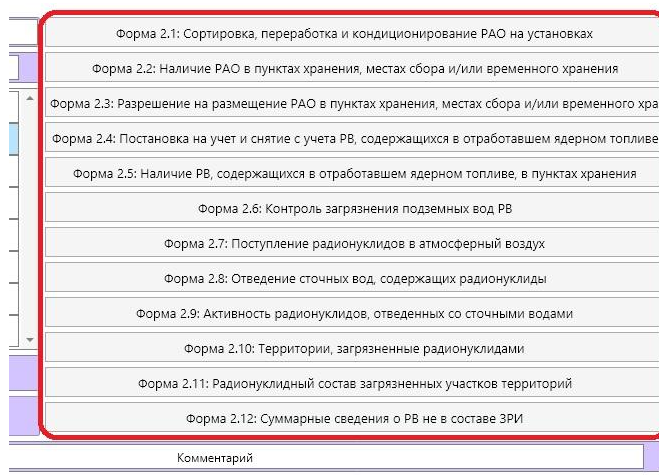 Форма 2.1: Сортировка, переработка и кондиционирование РАО на установках
Форма 2.2: Наличие РАО в пунктах хранения, местах сбора и/или временного хранения
Форма 2.3: Разрешение на размещение РАО в пунктах хранения, местах сбора и/или временного хра
Форма 2.4: Постановка на учет и снятие с учета РВ, содержащихся в отработавшем ядерном топливе
Форма 2.5: Наличие РВ, содержащихся в отработавшем ядерном топливе, в пунктах хранения
Форма 2.6: Контроль загрязнения подземных вод РВ
Форма 2.7: Поступление радионуклидов в атмосферный воздух
Форма 2.8: Отведение сточных вод, содержащих радионуклиды
Форма 2.9: Активность радионуклидов, отведенных со сточными водами
Форма 2.10: Территории, загрязненные радионуклидами
Форма 2.11: Радионуклидный состав загрязненных участков территорий
Форма 2.12: Суммарные сведения о РВ не в составе ЗРИ
Комментарий